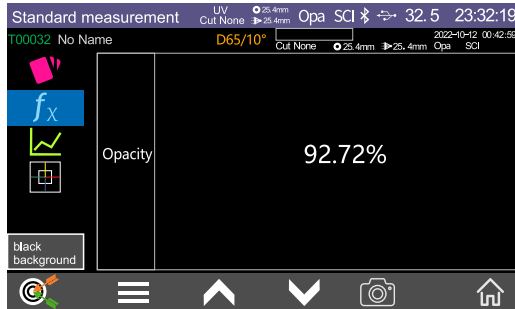 Standard measurement UV Cut None 25.4mm 25.4mm Opa SCI 32.5 23:32:19
T00032 No Name D65/10° Cut None 25.4mm 25.4mm Opa SCI 2022-10-12 00:42:59
fx
Opacity 92.72%
black
background